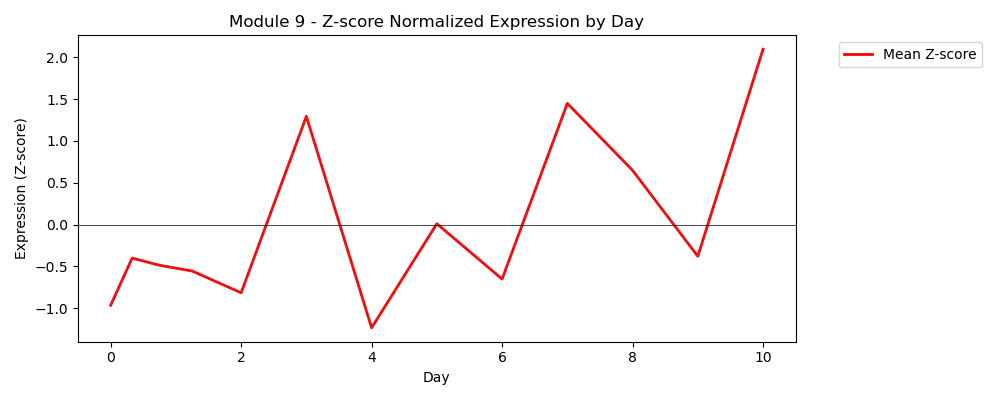 Module 9 - Z-score Normalized Expression by Day
Mean Z-score
Expression (Z-score)
2.0
1.5
1.0
0.5
0.0
−0.5
−1.0
0 2 4 6 8 10
Day